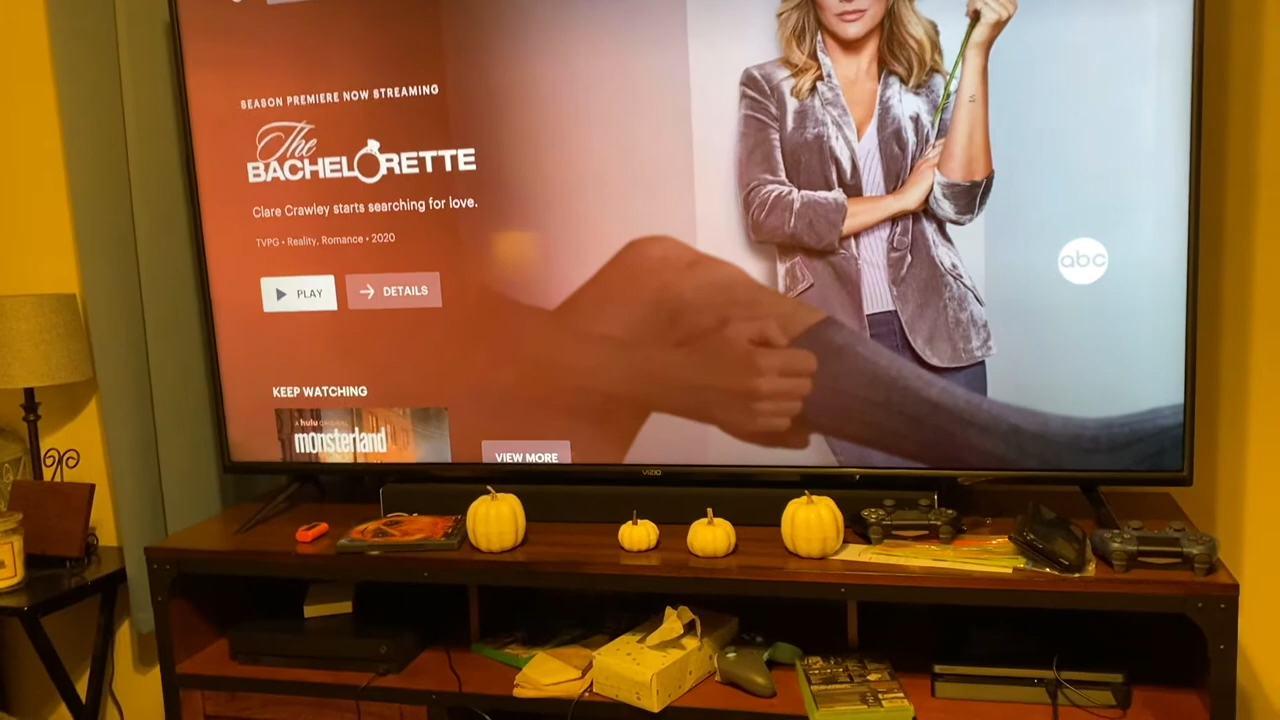 SEASON PREMIERE NOW STREAMING
The
BACHELORETTE
Clare Crawley starts searching for love.
TVPG • Reality, Romance • 2020
PLAY
DETAILS
abc
KEEP WATCHING
A hulu ORIGINAL
monsterland
VIEW MORE
VIZIO